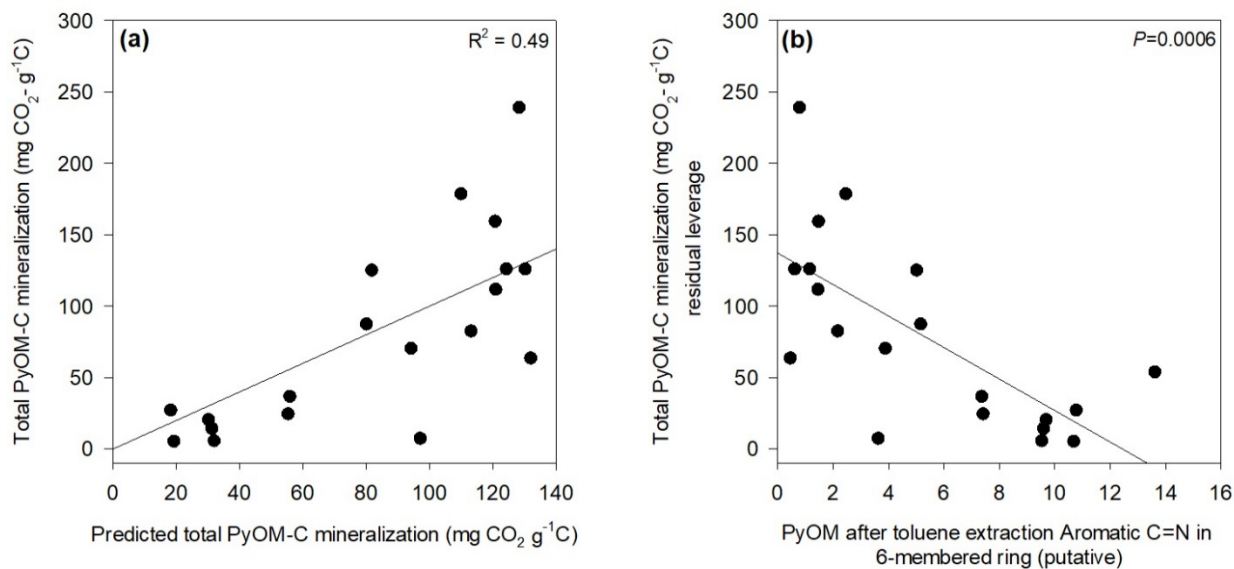 (a)
R² = 0.49
300
250
200
150
100
50
0
Total PyOM-C mineralization (mg CO₂- g⁻¹C)
0 20 40 60 80 100 120 140
Predicted total PyOM-C mineralization (mg CO₂ g⁻¹C)
(b)
P=0.0006
300
250
200
150
100
50
0
Total PyOM-C mineralization (mg CO₂- g⁻¹C)
residual leverage
0 2 4 6 8 10 12 14 16
PyOM after toluene extraction Aromatic C=N in
6-membered ring (putative)